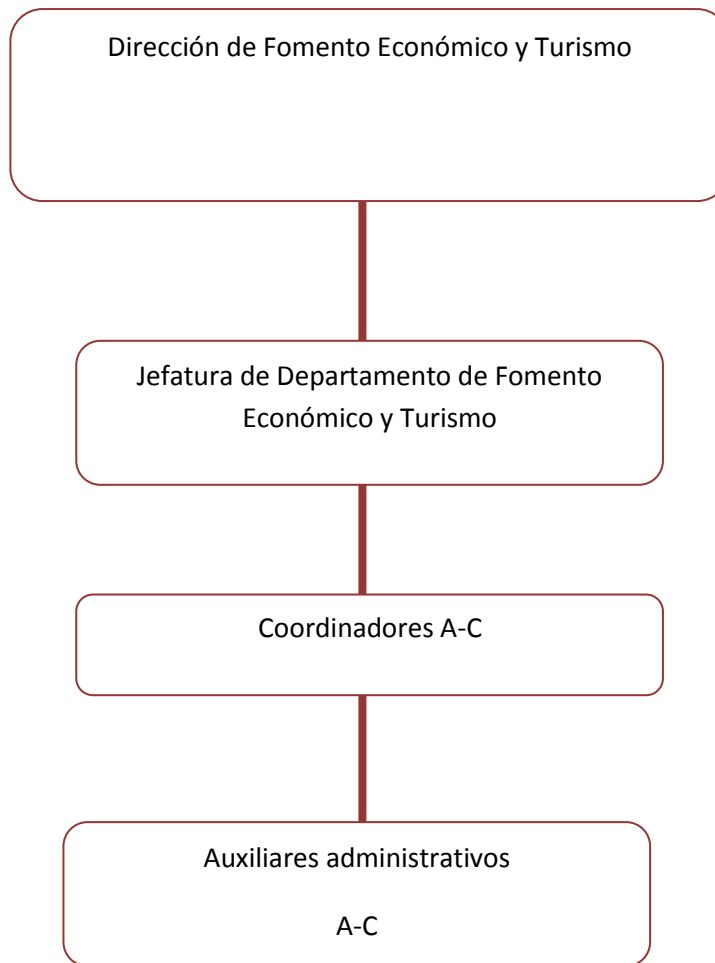 Dirección de Fomento Económico y Turismo
Jefatura de Departamento de Fomento
Económico y Turismo
Coordinadores A-C
Auxiliares administrativos
A-C